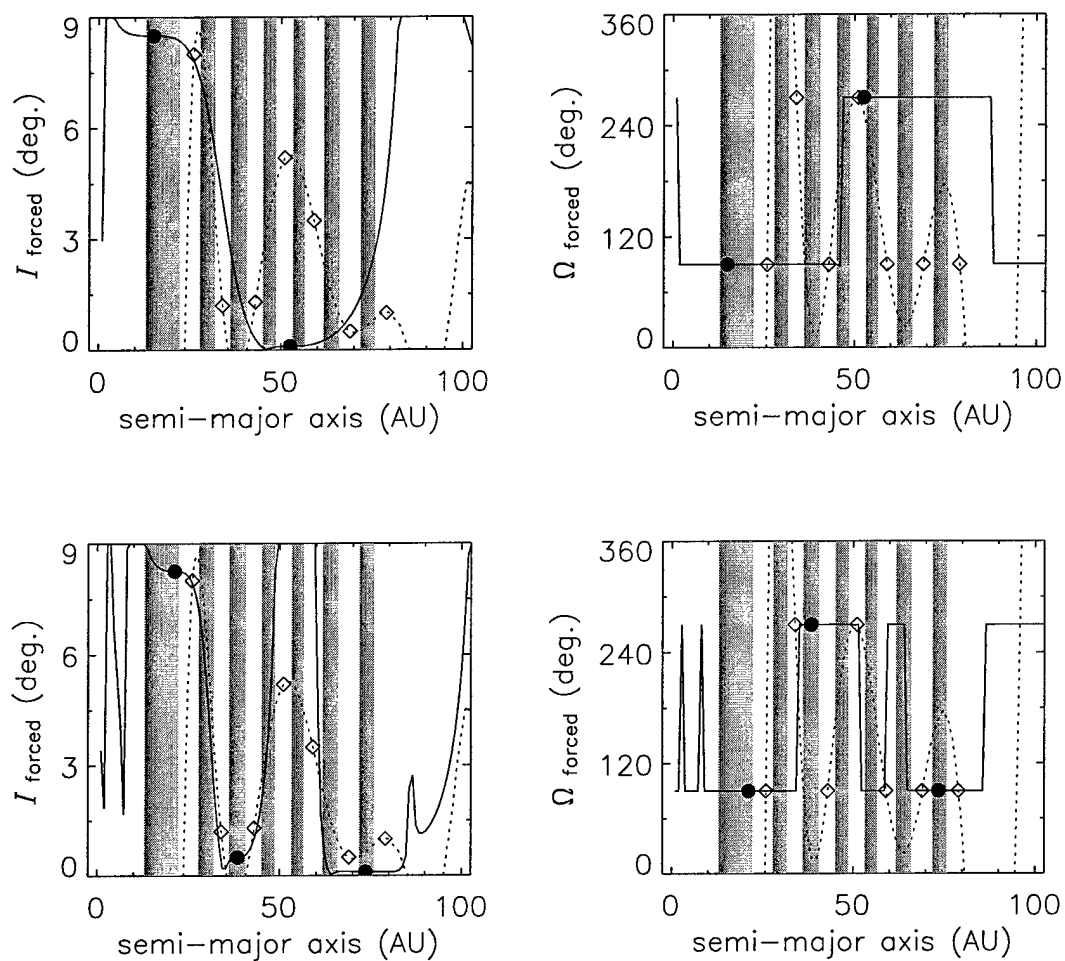 9
6
3
0
I forced (deg.)
0 50 100
semi-major axis (AU)
360
240
120
0
Ω forced (deg.)
0 50 100
semi-major axis (AU)
9
6
3
0
I forced (deg.)
0 50 100
semi-major axis (AU)
360
240
120
0
Ω forced (deg.)
0 50 100
semi-major axis (AU)